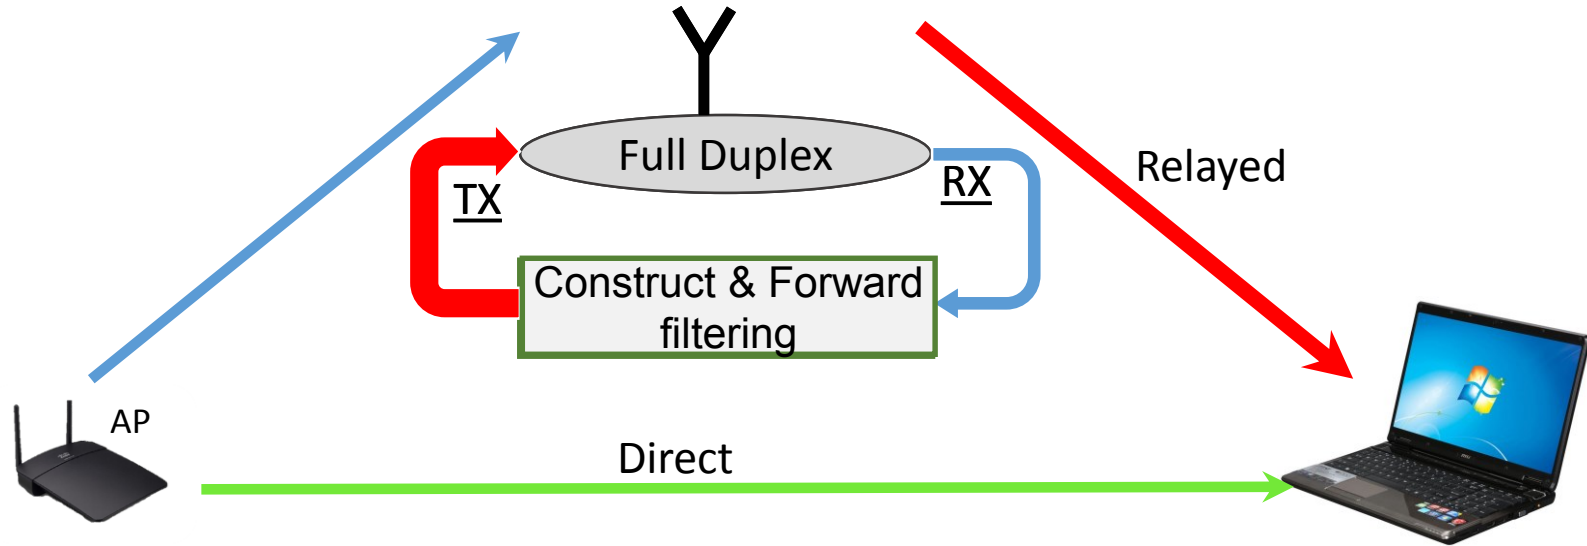 Full Duplex
TX
RX
Relayed
Construct & Forward
filtering
AP
Direct